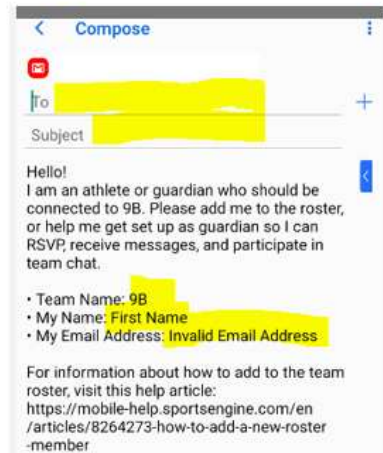 Compose
To
Subject
Hello!
I am an athlete or guardian who should be
connected to 9B. Please add me to the roster,
or help me get set up as guardian so I can
RSVP, receive messages, and participate in
team chat.
• Team Name: 9B
• My Name: First Name
• My Email Address: Invalid Email Address
For information about how to add to the team
roster, visit this help article:
https://mobile-help.sportsengine.com/en
/articles/8264273-how-to-add-a-new-roster
-member